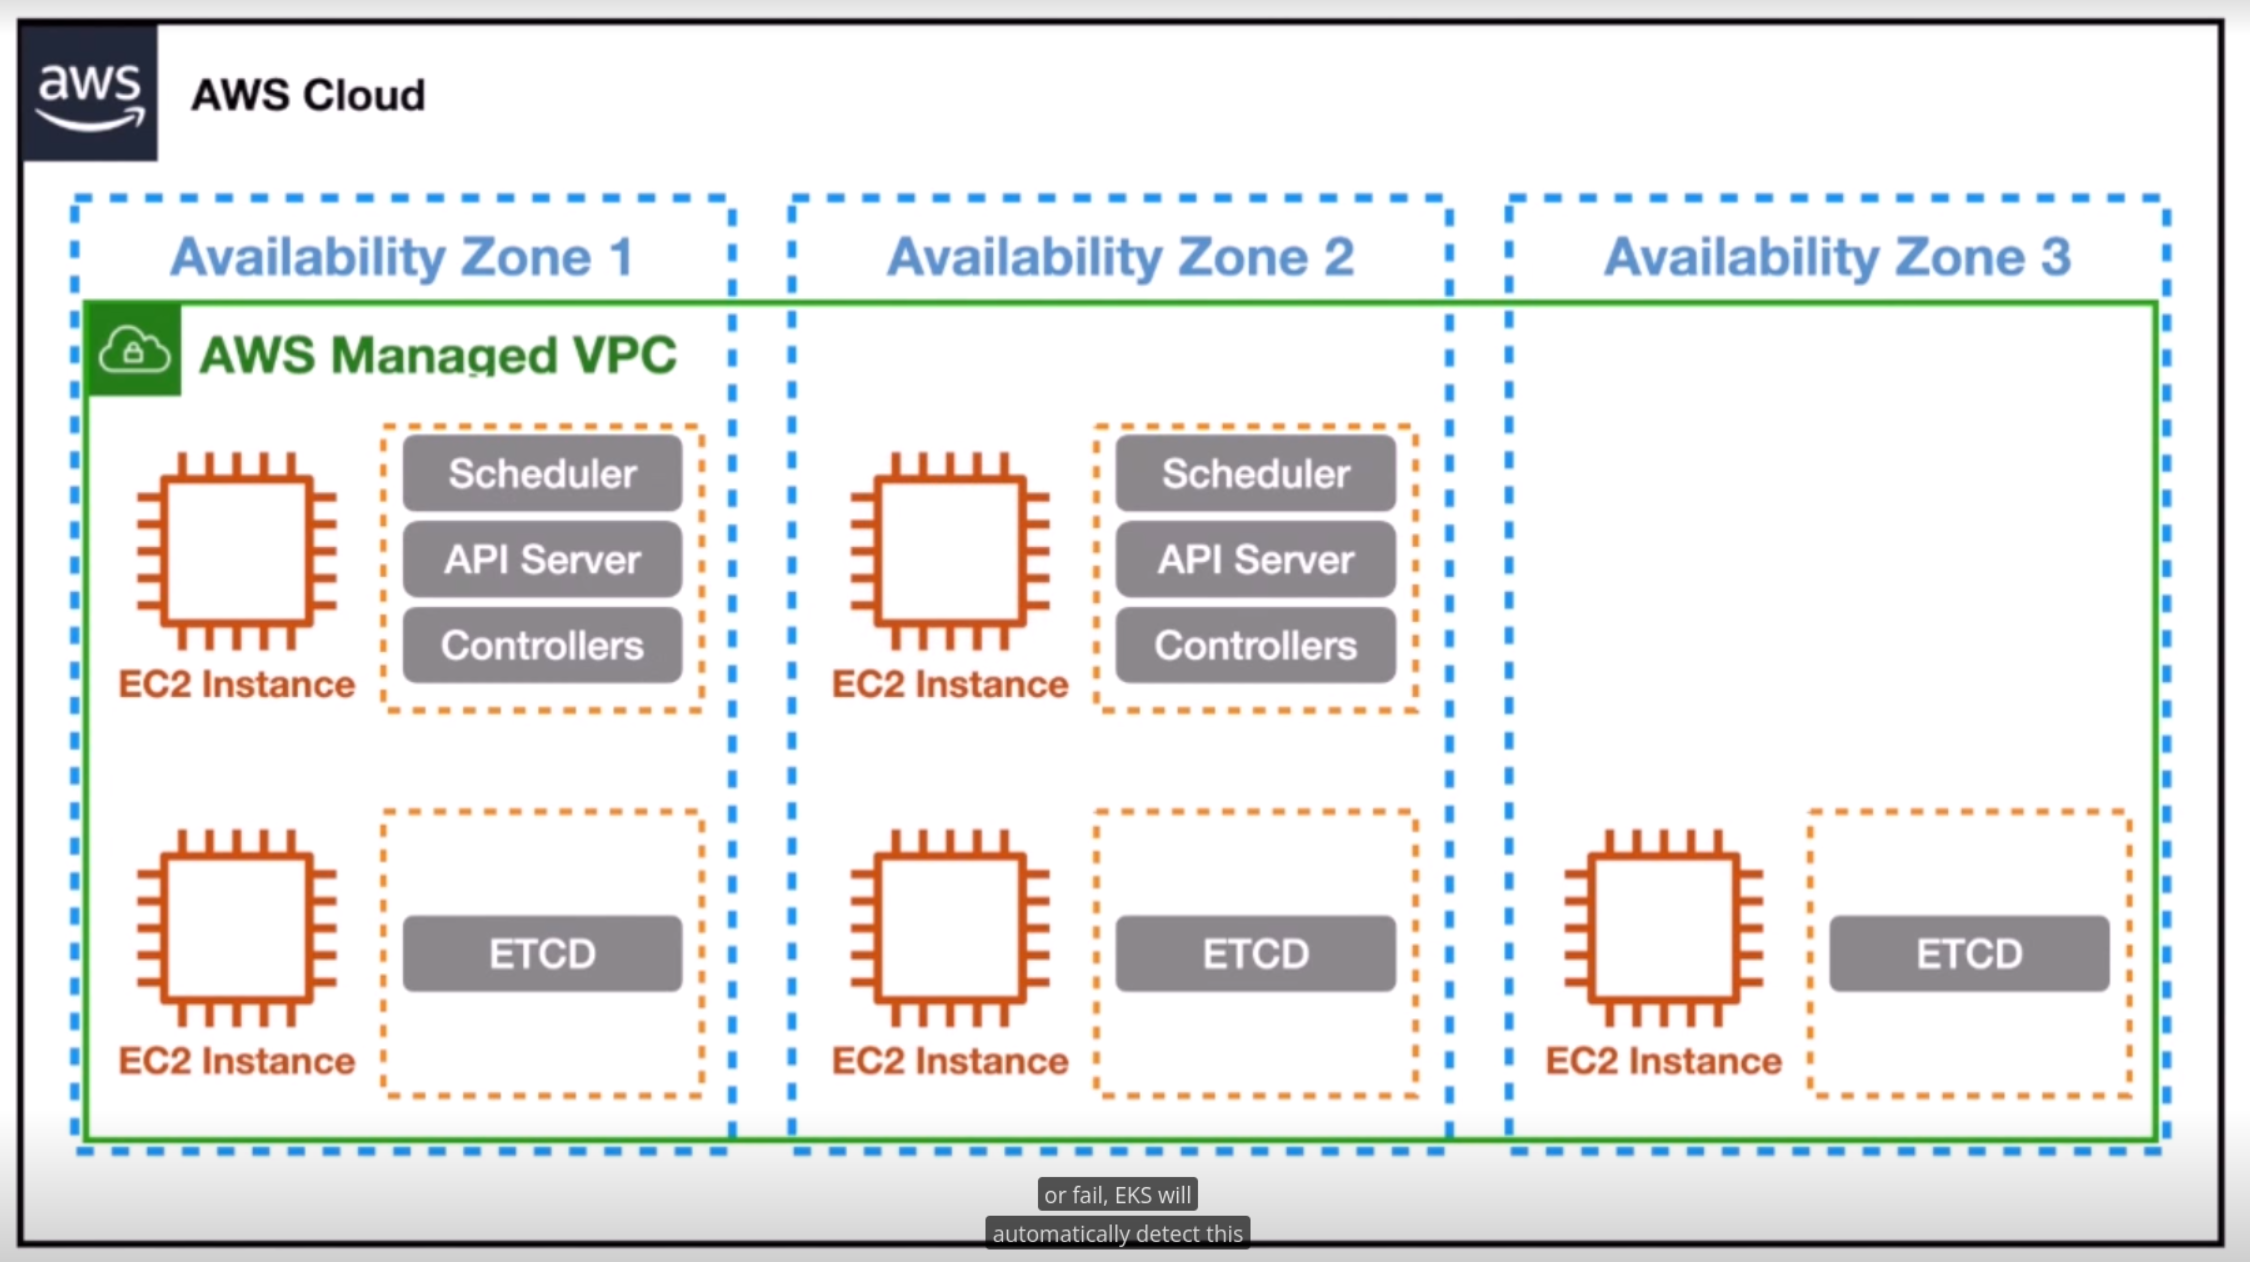 aws
AWS Cloud
Availability Zone 1
Availability Zone 2
Availability Zone 3
AWS Managed VPC
Scheduler
API Server
Controllers
EC2 Instance
Scheduler
API Server
Controllers
EC2 Instance
ETCD
EC2 Instance
ETCD
EC2 Instance
ETCD
EC2 Instance
or fail, EKS will
automatically detect this